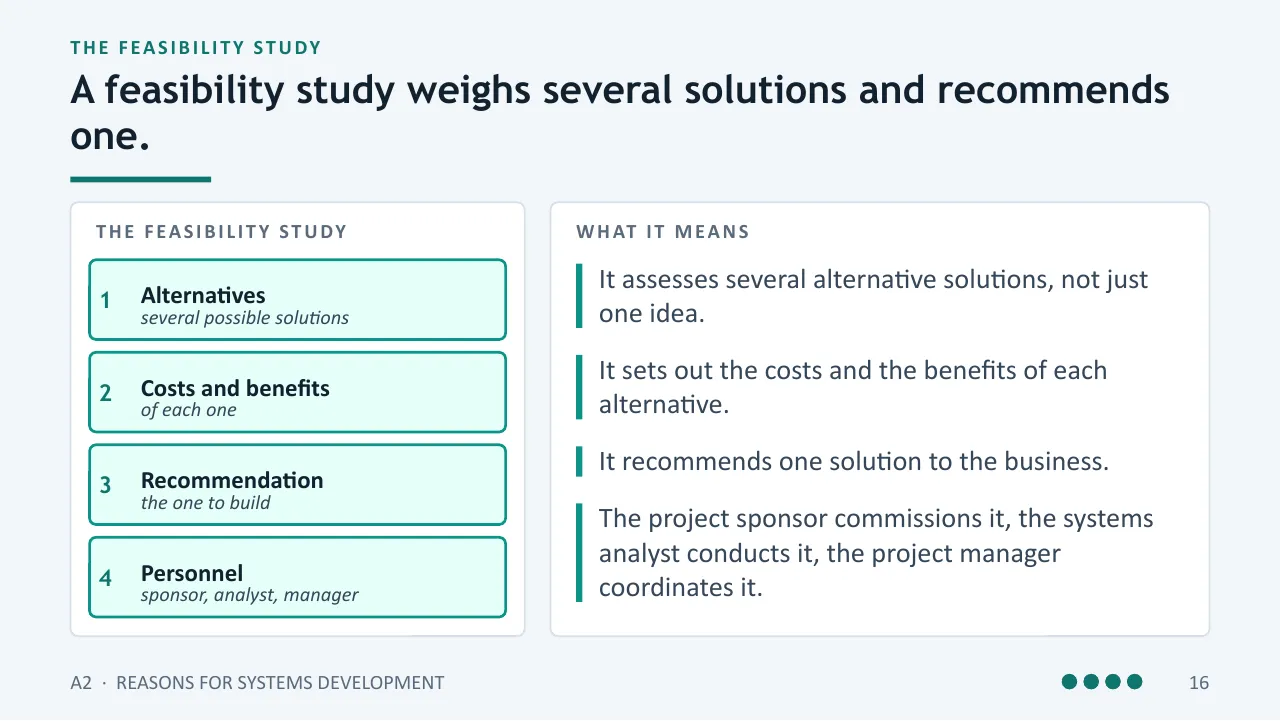 THE FEASIBILITY STUDY
A feasibility study weighs several solutions and recommends
one.
THE FEASIBILITY STUDY
1
Alternatives
several possible solutions
2
Costs and benefits
of each one
3
Recommendation
the one to build
4
Personnel
sponsor, analyst, manager
WHAT IT MEANS
It assesses several alternative solutions, not just
one idea.
It sets out the costs and the benefits of each
alternative.
It recommends one solution to the business.
The project sponsor commissions it, the systems
analyst conducts it, the project manager
coordinates it.
A2 · REASONS FOR SYSTEMS DEVELOPMENT
16